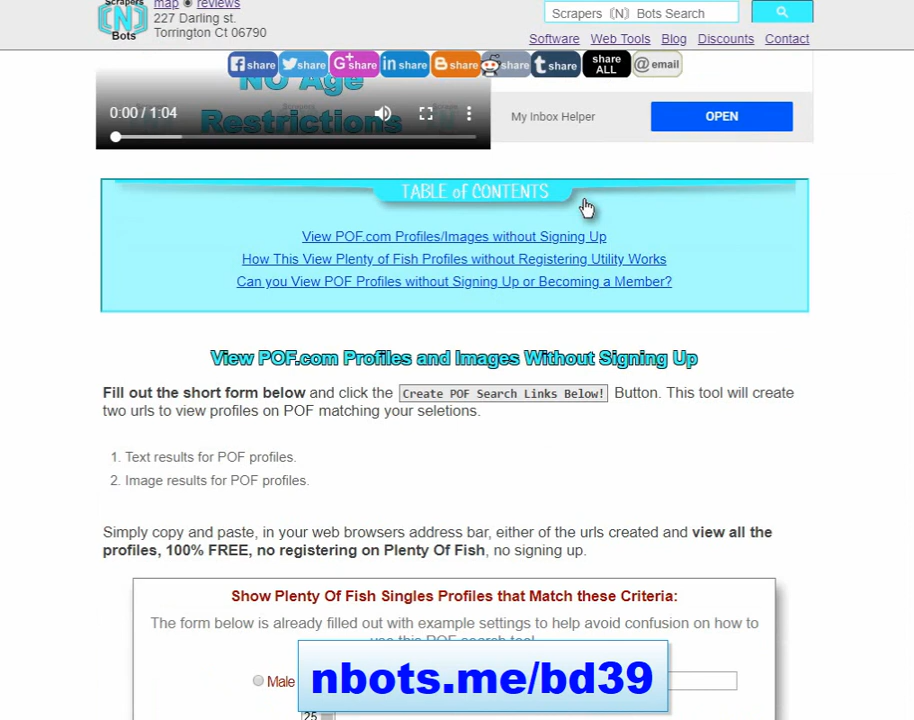 Scrapers
[N]
Bots
map ◉ reviews
227 Darling st.
Torrington Ct 06790
Scrapers 〔N〕 Bots Search
Software Web Tools Blog Discounts Contact
share share share share share share share share ALL @email
NO Age
Restrictions
0:00 / 1:04
My Inbox Helper
OPEN
TABLE of CONTENTS
View POF.com Profiles/Images without Signing Up
How This View Plenty of Fish Profiles without Registering Utility Works
Can you View POF Profiles without Signing Up or Becoming a Member?
View POF.com Profiles and Images Without Signing Up
Fill out the short form below and click the Create POF Search Links Below! Button. This tool will create
two urls to view profiles on POF matching your seletions.
1. Text results for POF profiles.
2. Image results for POF profiles.
Simply copy and paste, in your web browsers address bar, either of the urls created and view all the
profiles, 100% FREE, no registering on Plenty Of Fish, no signing up.
Show Plenty Of Fish Singles Profiles that Match these Criteria:
The form below is already filled out with example settings to help avoid confusion on how to
use this POF search tool
Male
nbots.me/bd39
25